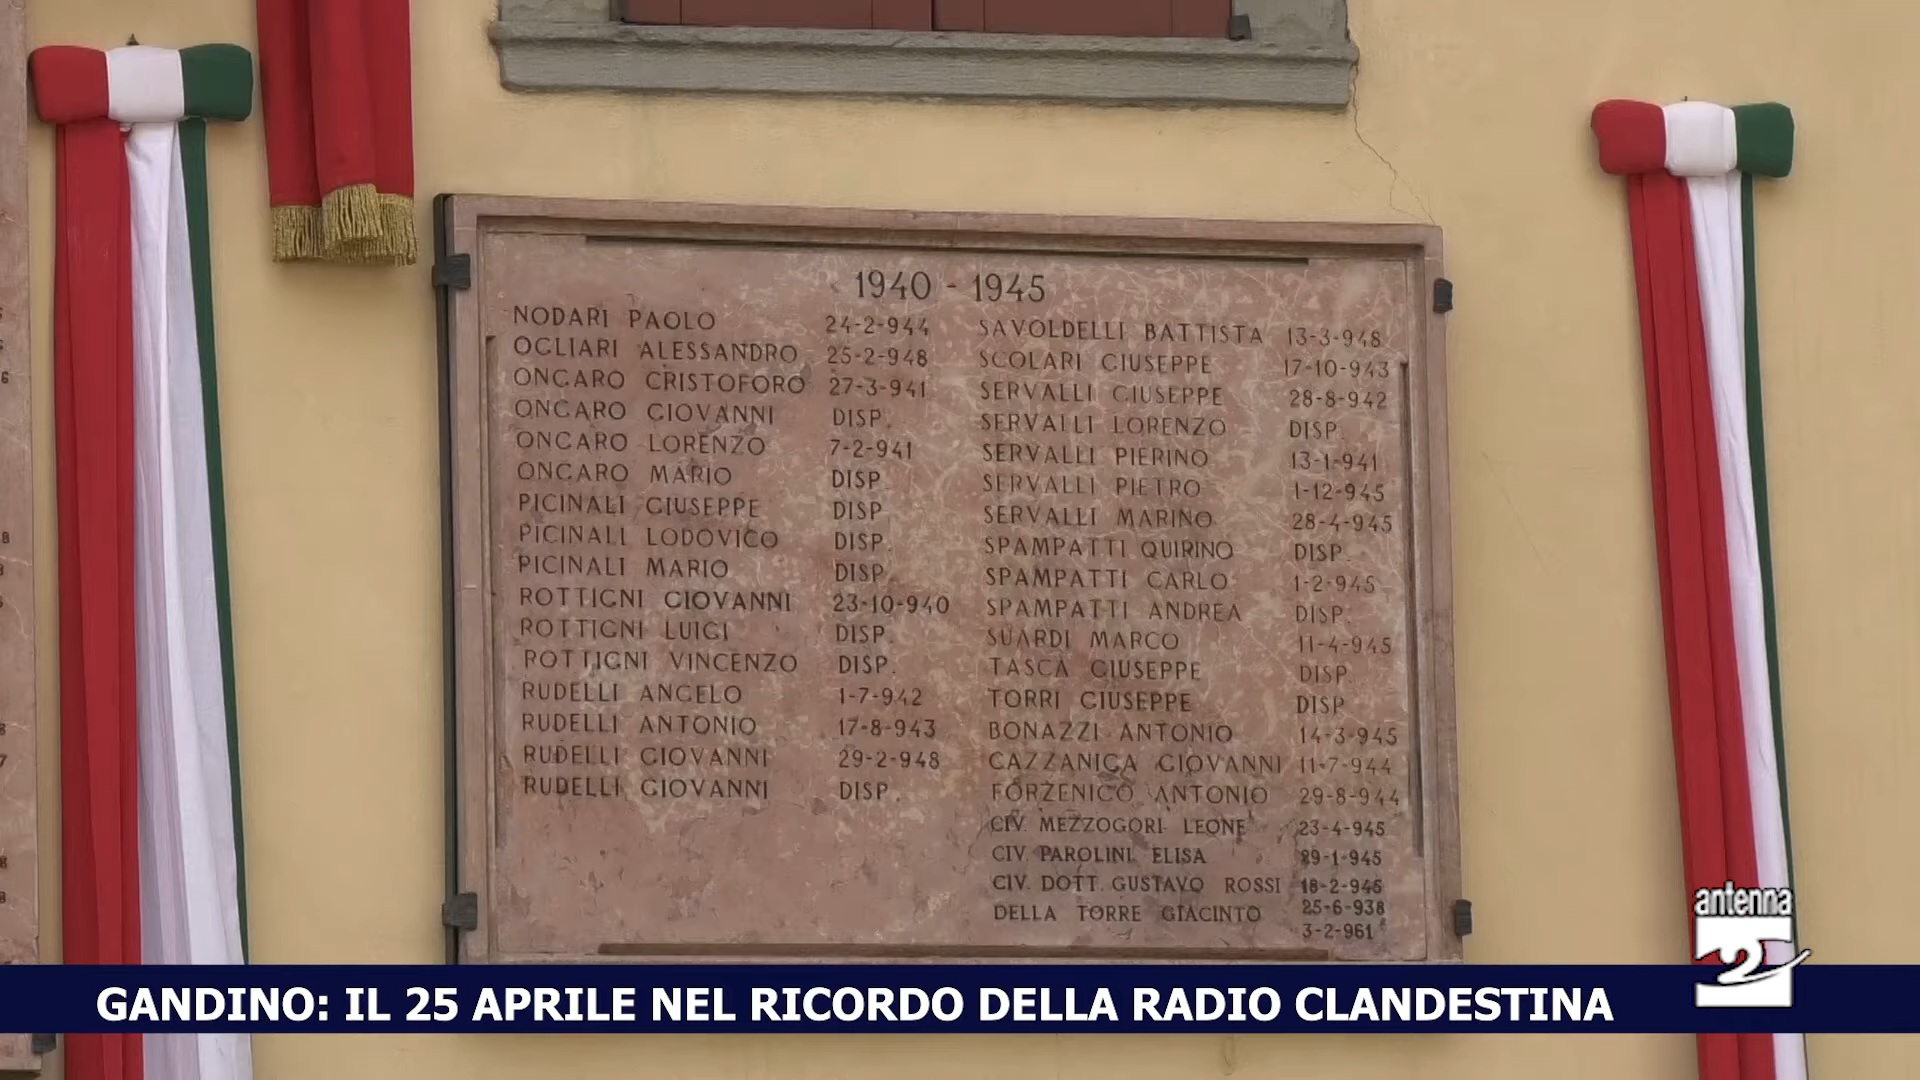 1940 - 1945
NODARI PAOLO 24-2-944
OGLIARI ALESSANDRO 25-2-948
ONGARO CRISTOFORO 27-3-941
ONGARO GIOVANNI DISP.
ONGARO LORENZO 7-2-941
ONGARO MARIO DISP.
PICINALI GIUSEPPE DISP
PICINALI LODOVICO DISP.
PICINALI MARIO DISP.
ROTTIGNI GIOVANNI 23-10-940
ROTTIGNI LUIGI DISP.
ROTTIGNI VINCENZO DISP.
RUDELLI ANGELO 1-7-942
RUDELLI ANTONIO 17-8-943
RUDELLI GIOVANNI 29-2-948
RUDELLI GIOVANNI DISP.
SAVOLDELLI BATTISTA 13-3-948
SCOLARI GIUSEPPE 17-10-943
SERVALLI GIUSEPPE 28-8-942
SERVALLI LORENZO DISP.
SERVALLI PIERINO 13-1-941
SERVALLI PIETRO 1-12-945
SERVALLI MARINO 28-4-945
SPAMPATTI QUIRINO DISP.
SPAMPATTI CARLO 1-2-945
SPAMPATTI ANDREA DISP.
SUARDI MARCO 11-4-945
TASCA GIUSEPPE DISP.
TORRI GIUSEPPE DISP
BONAZZI ANTONIO 14-3-945
CAZZANIGA GIOVANNI 11-7-944
FORZENIGO ANTONIO 29-8-944
CIV. MEZZOGORI LEONE 23-4-945
CIV. PAROLINI ELISA 29-1-945
CIV. DOTT. GUSTAVO ROSSI 18-2-945
DELLA TORRE GIACINTO 25-6-938
3-2-961
antenna
2
GANDINO: IL 25 APRILE NEL RICORDO DELLA RADIO CLANDESTINA